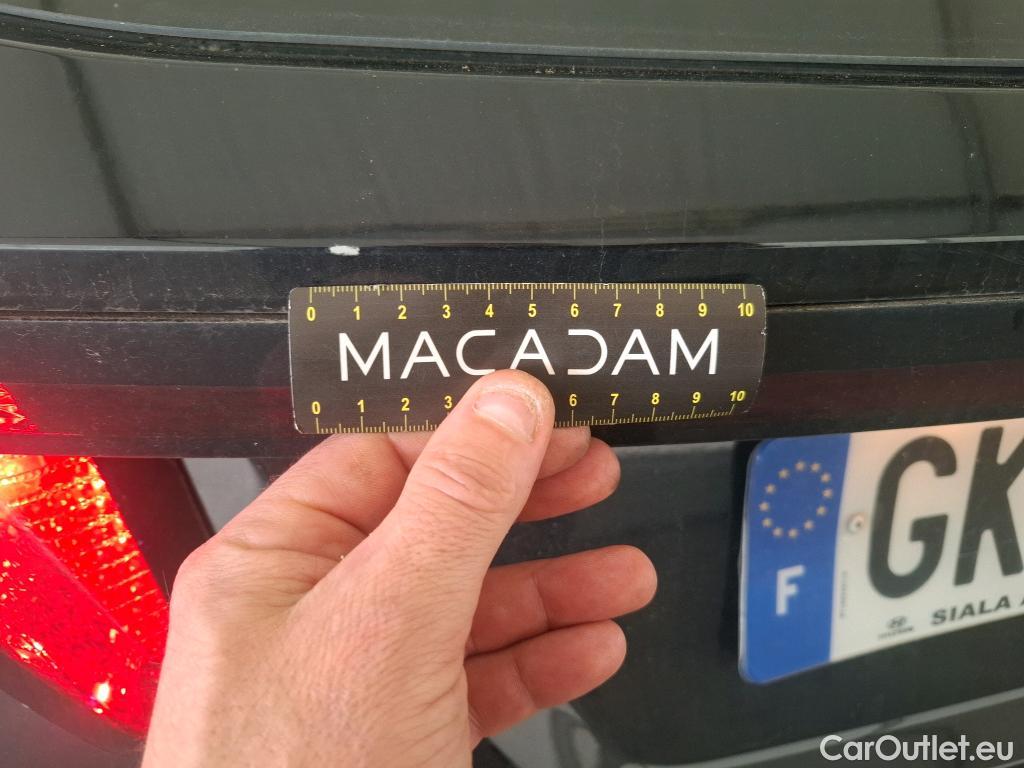 0 1 2 3 4 5 6 7 8 9 10
MACADAM
0 1 2 3 6 7 8 9 10
GK
F
SIALA
CarOutlet.eu